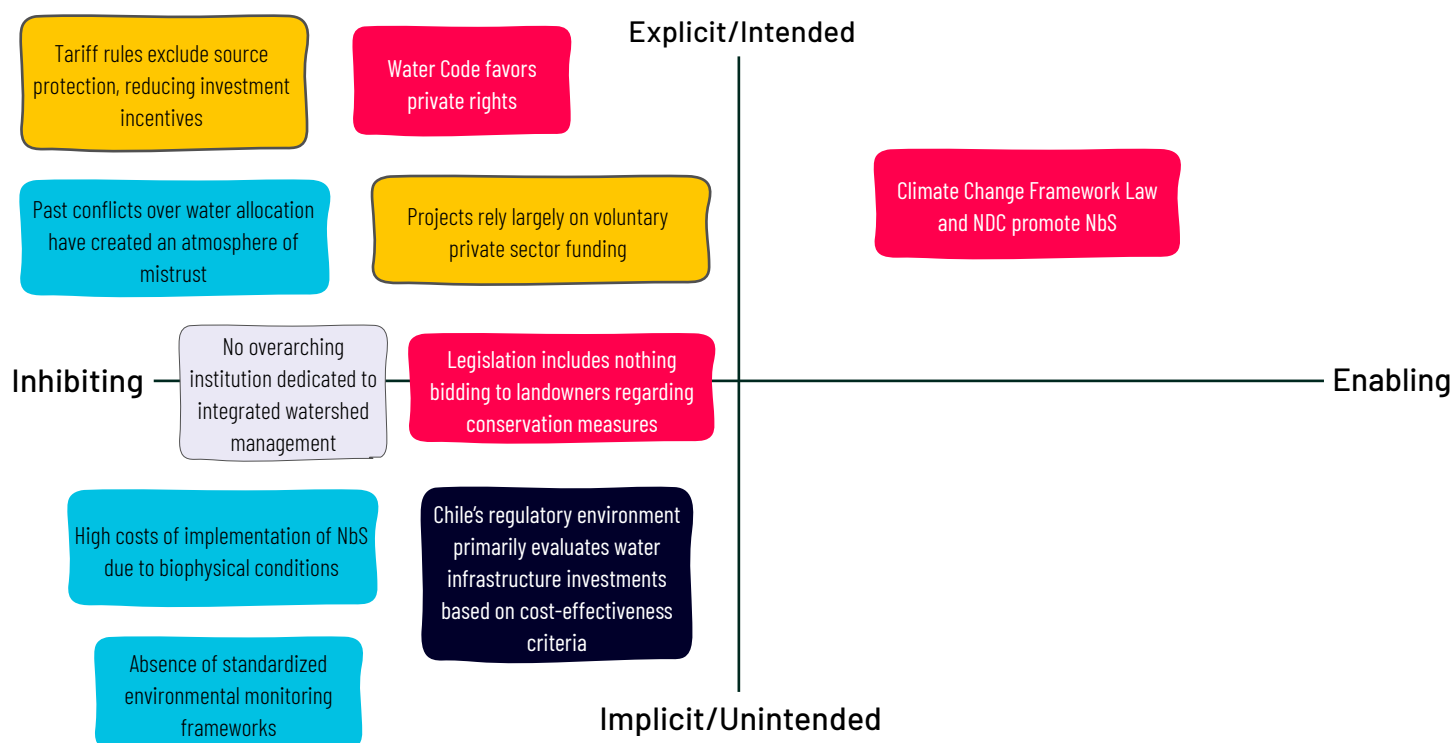 Explicit/Intended
Tariff rules exclude source
protection, reducing investment
incentives
Water Code favors
private rights
Climate Change Framework Law
and NDC promote NbS
Past conflicts over water allocation
have created an atmosphere of
mistrust
Projects rely largely on voluntary
private sector funding
Inhibiting
No overarching
institution dedicated to
integrated watershed
management
Legislation includes nothing
bidding to landowners regarding
conservation measures
Enabling
High costs of implementation of NbS
due to biophysical conditions
Chile's regulatory environment
primarily evaluates water
infrastructure investments
based on cost-effectiveness
criteria
Absence of standardized
environmental monitoring
frameworks
Implicit/Unintended